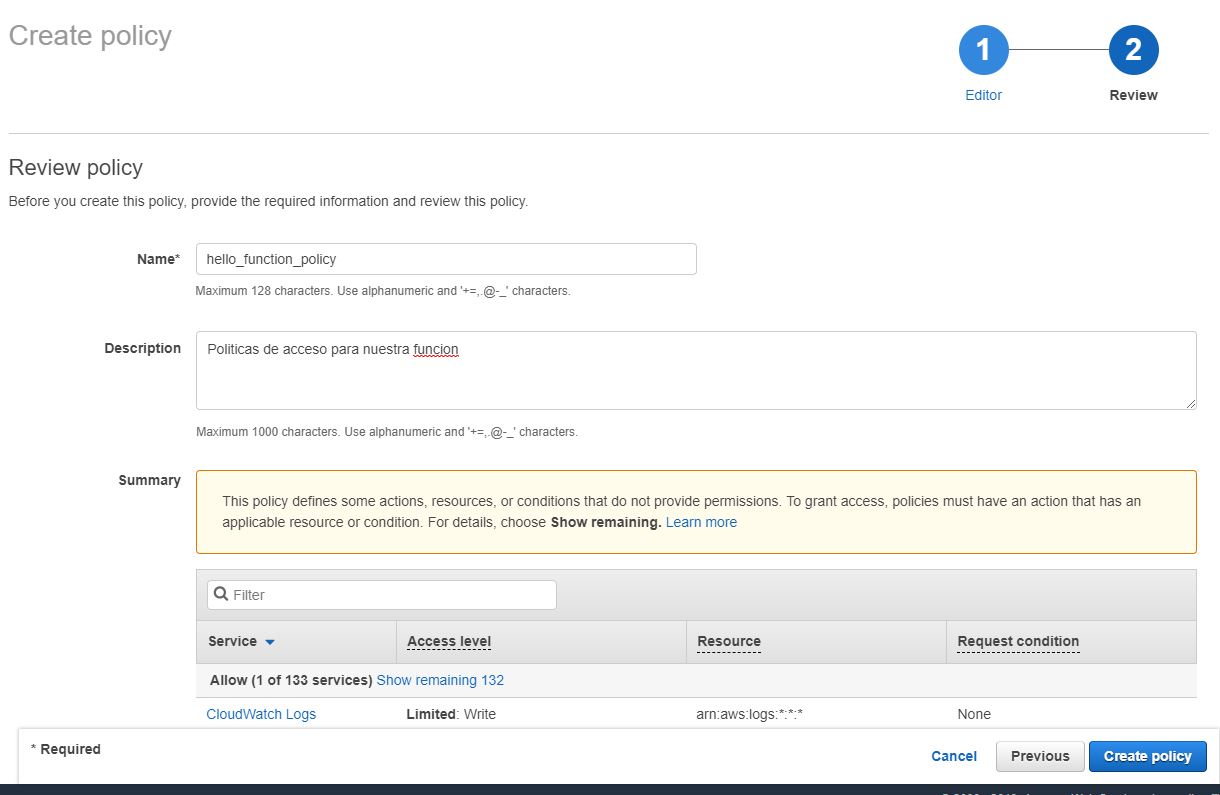 Create policy
1
2
Editor
Review
Review policy
Before you create this policy, provide the required information and review this policy.
Name*
hello_function_policy
Maximum 128 characters. Use alphanumeric and '+=,.@-_' characters.
Description
Politicas de acceso para nuestra funcion
Maximum 1000 characters. Use alphanumeric and '+=,.@-_' characters.
Summary
This policy defines some actions, resources, or conditions that do not provide permissions. To grant access, policies must have an action that has an
applicable resource or condition. For details, choose Show remaining. Learn more
Filter
Service Access level Resource Request condition
Allow (1 of 133 services) Show remaining 132
CloudWatch Logs Limited: Write arn:aws:logs:*:*:* None
* Required
Cancel Previous Create policy